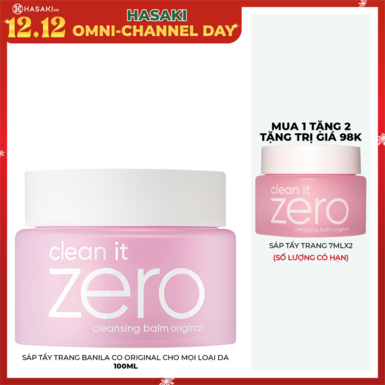 HASAKI.VN
12.12
HASAKI
OMNI-CHANNEL DAY
MUA 1 TẶNG 2
TẶNG TRỊ GIÁ 98K
clean it
zero
cleansing balm original
SÁP TẨY TRANG 7MLX2
(SỐ LƯỢNG CÓ HẠN)
clean it
zero
cleansing balm original
SÁP TẨY TRANG BANILA CO ORIGINAL CHO MỌI LOẠI DA
100ML